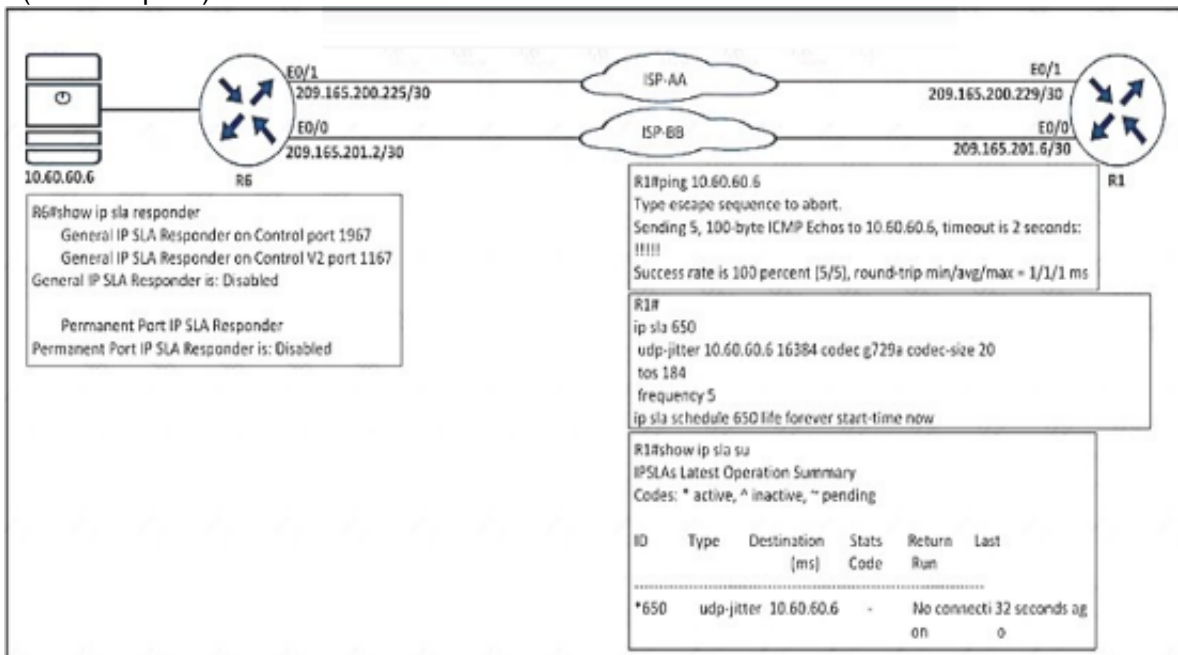 E0/1
209.165.200.225/30
ISP-AA
E0/1
209.165.200.229/30
E0/0
209.165.201.2/30
ISP-BB
E0/0
209.165.201.6/30
10.60.60.6
R6
R1
R6#show ip sla responder
General IP SLA Responder on Control port 1967
General IP SLA Responder on Control V2 port 1167
General IP SLA Responder is: Disabled
Permanent Port IP SLA Responder
Permanent Port IP SLA Responder is: Disabled
R1#ping 10.60.60.6
Type escape sequence to abort.
Sending 5, 100-byte ICMP Echos to 10.60.60.6, timeout is 2 seconds:
!!!!!
Success rate is 100 percent (5/5), round-trip min/avg/max = 1/1/1 ms
R1#
ip sla 650
udp-jitter 10.60.60.6 16384 codec g729a codec-size 20
tos 184
frequency 5
ip sla schedule 650 life forever start-time now
R1#show ip sla su
IPSLAs Latest Operation Summary
Codes: * active, ^ inactive, ~ pending
ID Type Destination Stats Return Last
(ms) Code Run
*650 udp-jitter 10.60.60.6 - No connecti 32 seconds ag
on o